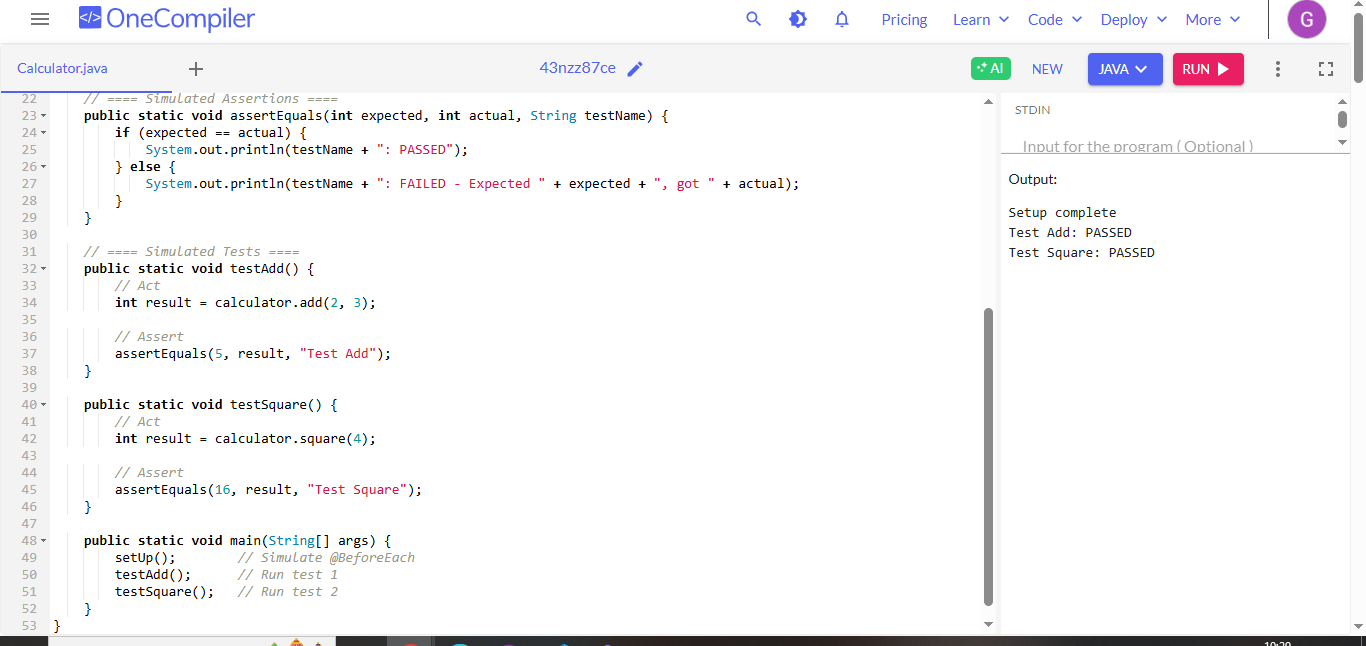 </> OneCompiler
Pricing Learn Code Deploy More G
Calculator.java + 43nzz87ce AI NEW JAVA RUN
22 // ==== Simulated Assertions ====
23 public static void assertEquals(int expected, int actual, String testName) {
24 if (expected == actual) {
25 System.out.println(testName + ": PASSED");
26 } else {
27 System.out.println(testName + ": FAILED - Expected " + expected + ", got " + actual);
28 }
29 }
30
31 // ==== Simulated Tests ====
32 public static void testAdd() {
33 // Act
34 int result = calculator.add(2, 3);
35
36 // Assert
37 assertEquals(5, result, "Test Add");
38 }
39
40 public static void testSquare() {
41 // Act
42 int result = calculator.square(4);
43
44 // Assert
45 assertEquals(16, result, "Test Square");
46 }
47
48 public static void main(String[] args) {
49 setUp(); // Simulate @BeforeEach
50 testAdd(); // Run test 1
51 testSquare(); // Run test 2
52 }
53 }
STDIN
Input for the program ( Optional )
Output:
Setup complete
Test Add: PASSED
Test Square: PASSED